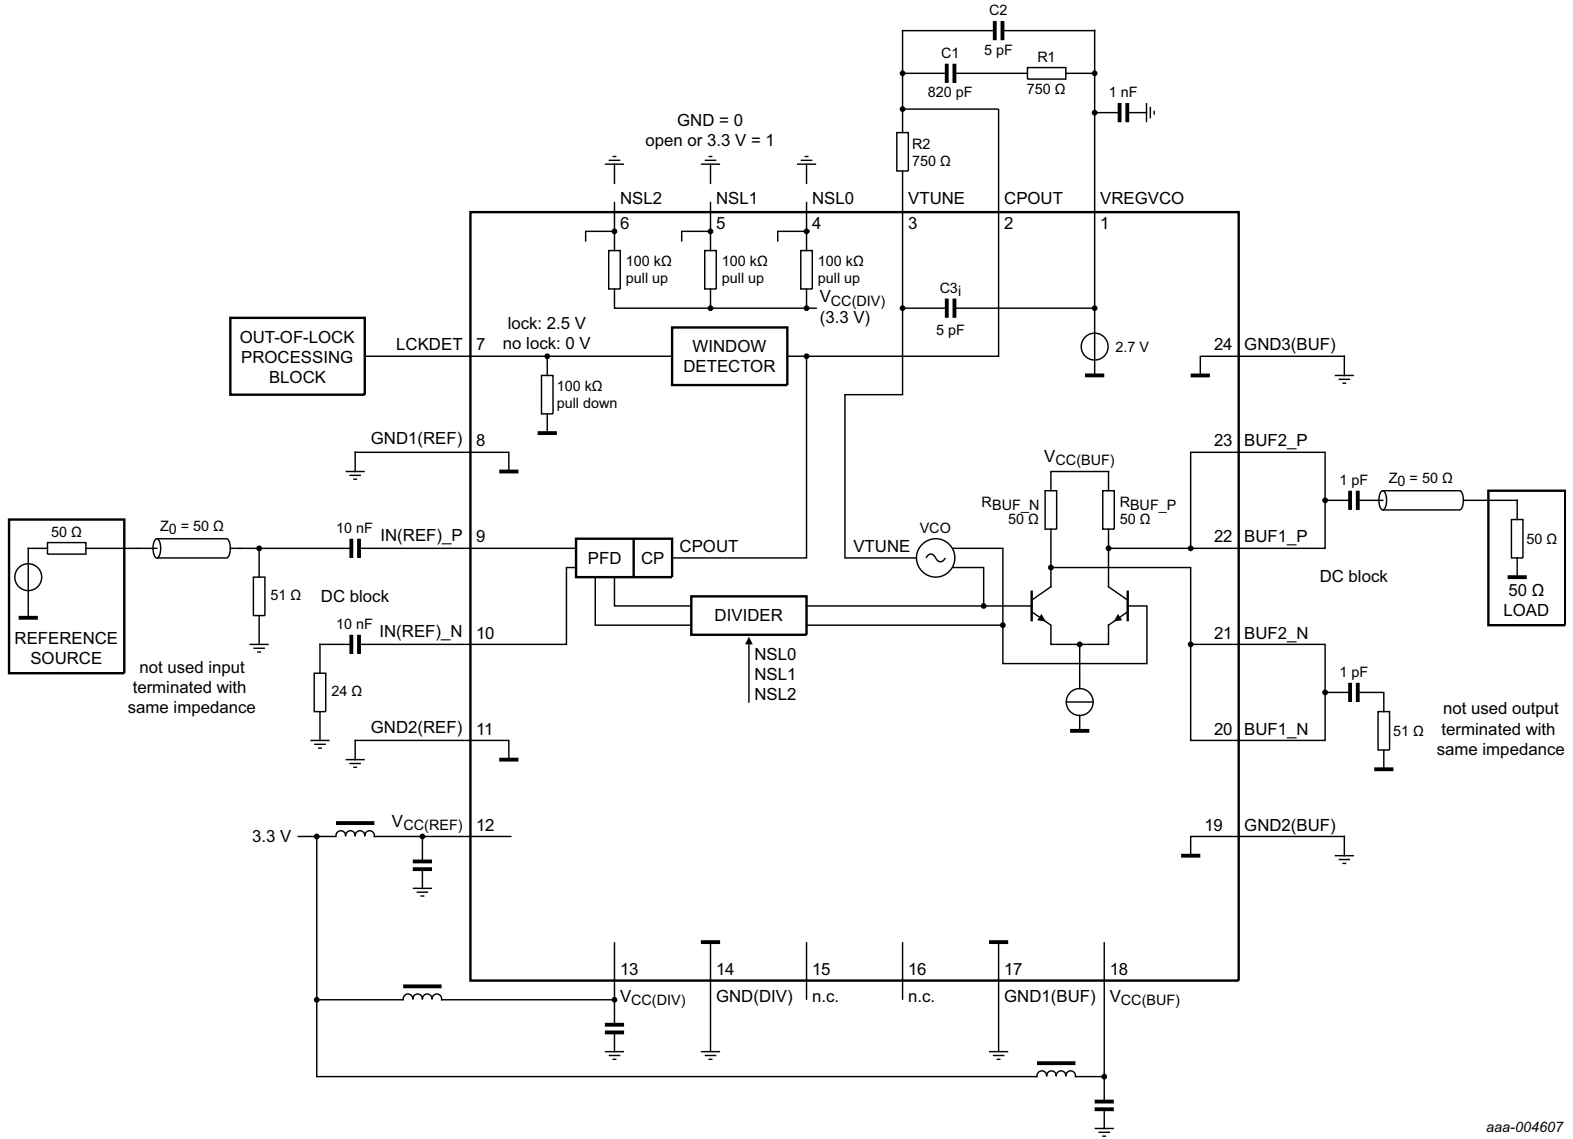 C2
5 pF
C1
820 pF
R1
750 Ω
1 nF
GND = 0
open or 3.3 V = 1
R2
750 Ω
NSL2
NSL1
NSL0
VTUNE
CPOUT
VREGVCO
6
5
4
3
2
1
100 kΩ
pull up
100 kΩ
pull up
100 kΩ
pull up
VCC(DIV)
(3.3 V)
C3i
5 pF
2.7 V
OUT-OF-LOCK
PROCESSING
BLOCK
LCKDET
7
lock: 2.5 V
no lock: 0 V
100 kΩ
pull down
WINDOW
DETECTOR
24
GND3(BUF)
GND1(REF)
8
23
BUF2_P
VCC(BUF)
RBUF_N
50 Ω
RBUF_P
50 Ω
1 pF
Z0 = 50 Ω
50 Ω
Z0 = 50 Ω
10 nF
IN(REF)_P
9
PFD
CP
CPOUT
VTUNE
VCO
22
BUF1_P
50 Ω
50 Ω
LOAD
DC block
51 Ω
DC block
10 nF
IN(REF)_N
10
DIVIDER
NSL0
NSL1
NSL2
21
BUF2_N
REFERENCE
SOURCE
not used input
terminated with
same impedance
24 Ω
1 pF
51 Ω
not used output
terminated with
same impedance
GND2(REF)
11
20
BUF1_N
3.3 V
VCC(REF)
12
19
GND2(BUF)
13
14
15
16
17
18
VCC(DIV)
GND(DIV)
n.c.
n.c.
GND1(BUF)
VCC(BUF)
aaa-004607